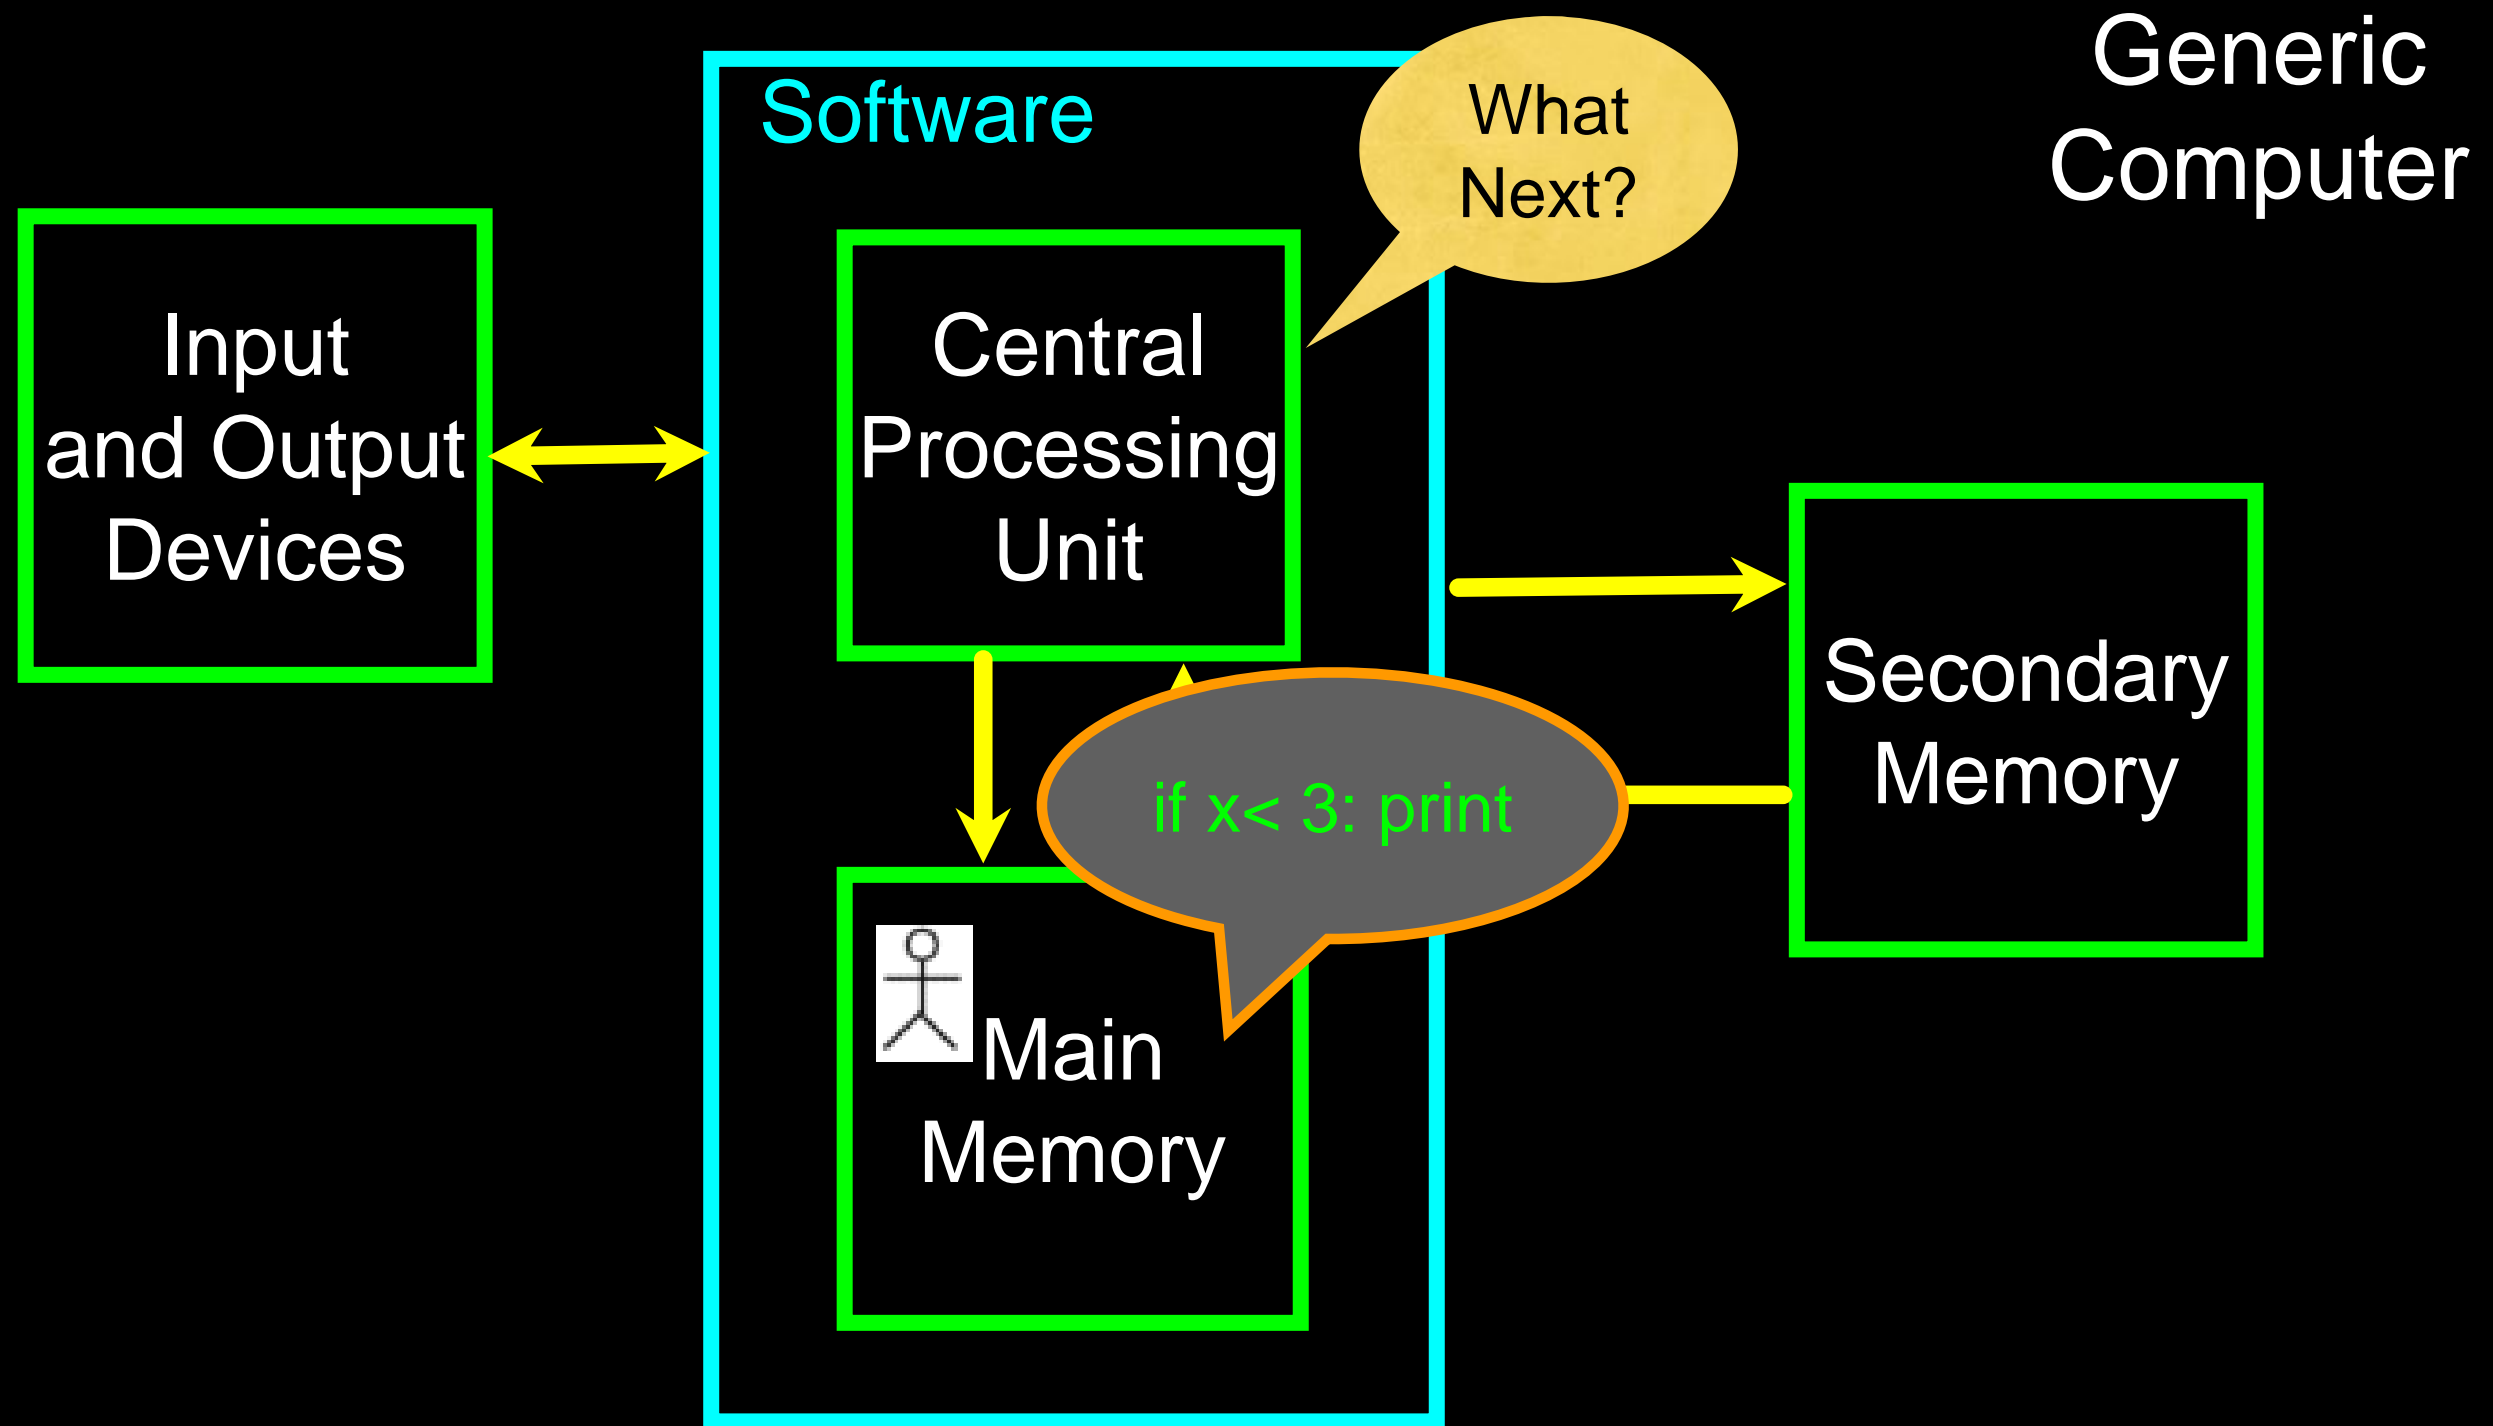 Generic
Computer
Software
What
Next?
Input
and Output
Devices
Central
Processing
Unit
Secondary
Memory
if x< 3: print
Main
Memory